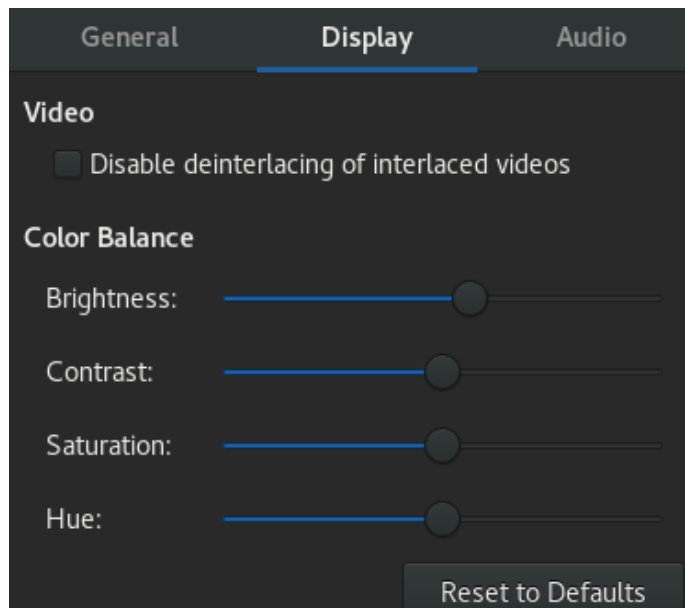 General Display Audio
Video
Disable deinterlacing of interlaced videos
Color Balance
Brightness:
Contrast:
Saturation:
Hue:
Reset to Defaults